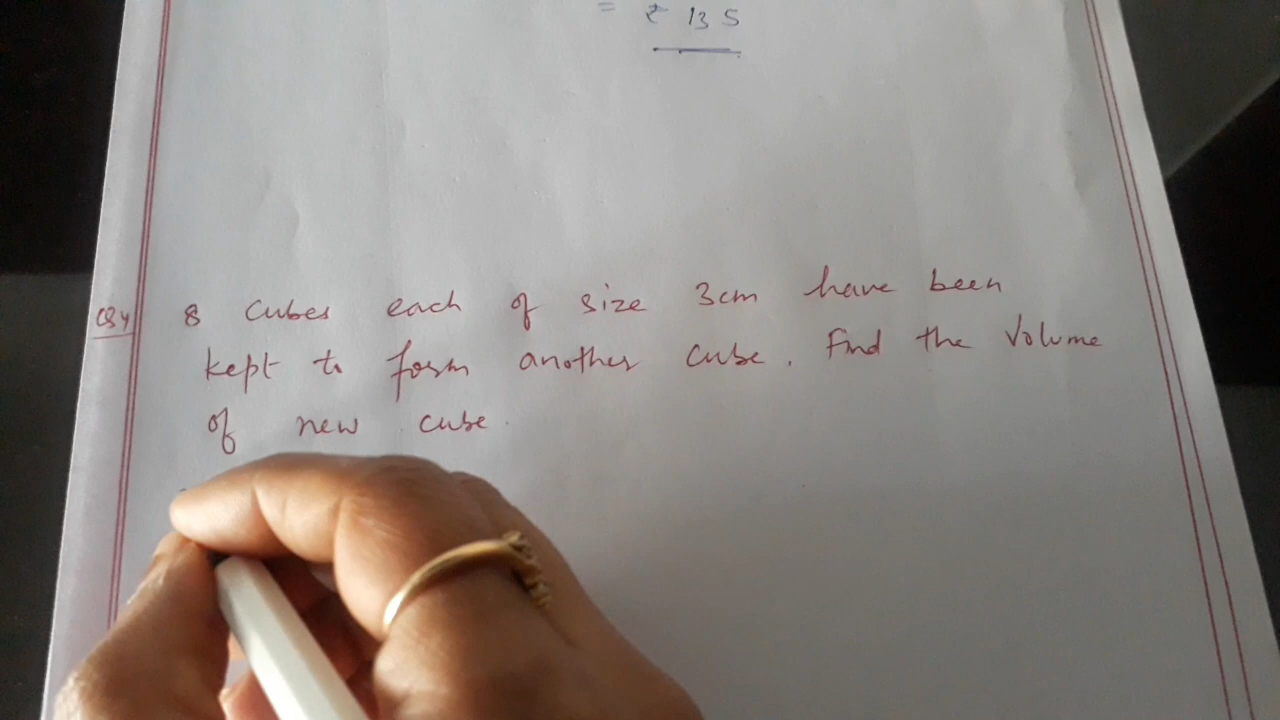 = ₹ 135
Q34 8 cubes each of size 3cm have been
kept to form another cube. Find the volume
of new cube.